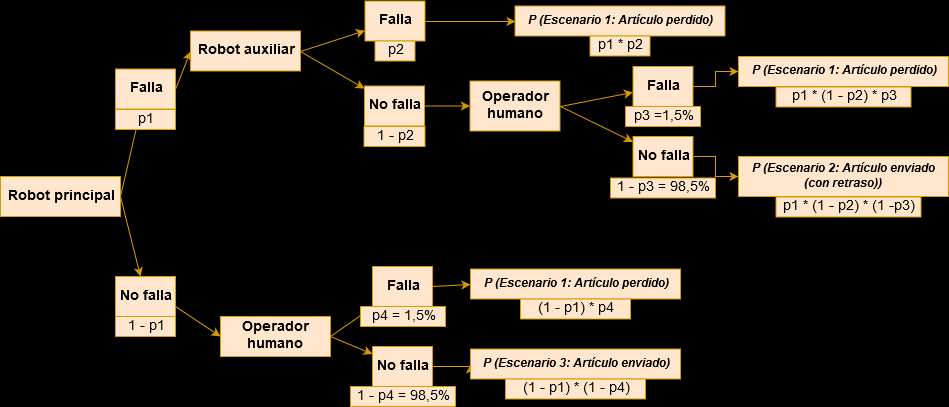 Falla
p2
P (Escenario 1: Artículo perdido)
p1 * p2
Robot auxiliar
Falla
p1
No falla
1 - p2
Operador
humano
Falla
p3 =1,5%
P (Escenario 1: Artículo perdido)
p1 * (1 - p2) * p3
No falla
1 - p3 = 98,5%
P (Escenario 2: Artículo enviado
(con retraso))
p1 * (1 - p2) * (1 -p3)
Robot principal
No falla
1 - p1
Operador
humano
Falla
p4 = 1,5%
P (Escenario 1: Artículo perdido)
(1 - p1) * p4
No falla
1 - p4 = 98,5%
P (Escenario 3: Artículo enviado)
(1 - p1) * (1 - p4)